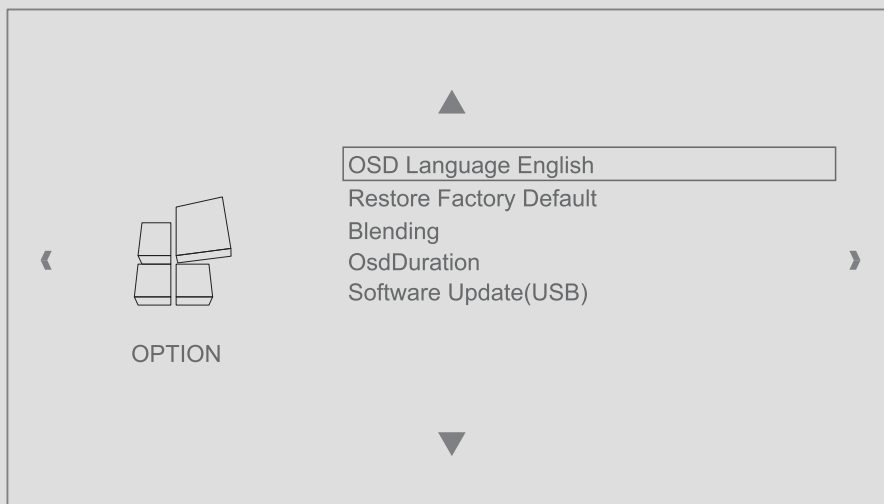 OSD Language English
Restore Factory Default
Blending
OsdDuration
Software Update(USB)
OPTION